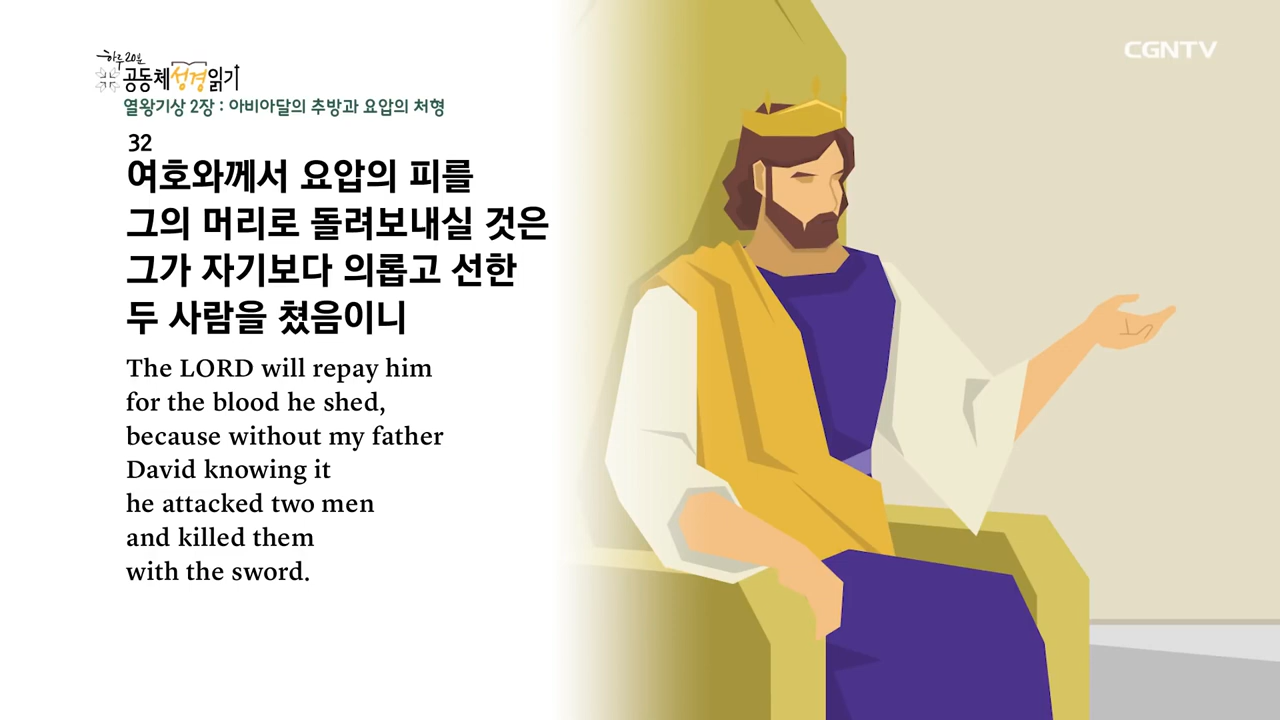 CGNTV
하루 20분
공동체성경읽기
열왕기상 2장 : 아비아달의 추방과 요압의 처형
32
여호와께서 요압의 피를
그의 머리로 돌려보내실 것은
그가 자기보다 의롭고 선한
두 사람을 쳤음이니
The LORD will repay him
for the blood he shed,
because without my father
David knowing it
he attacked two men
and killed them
with the sword.